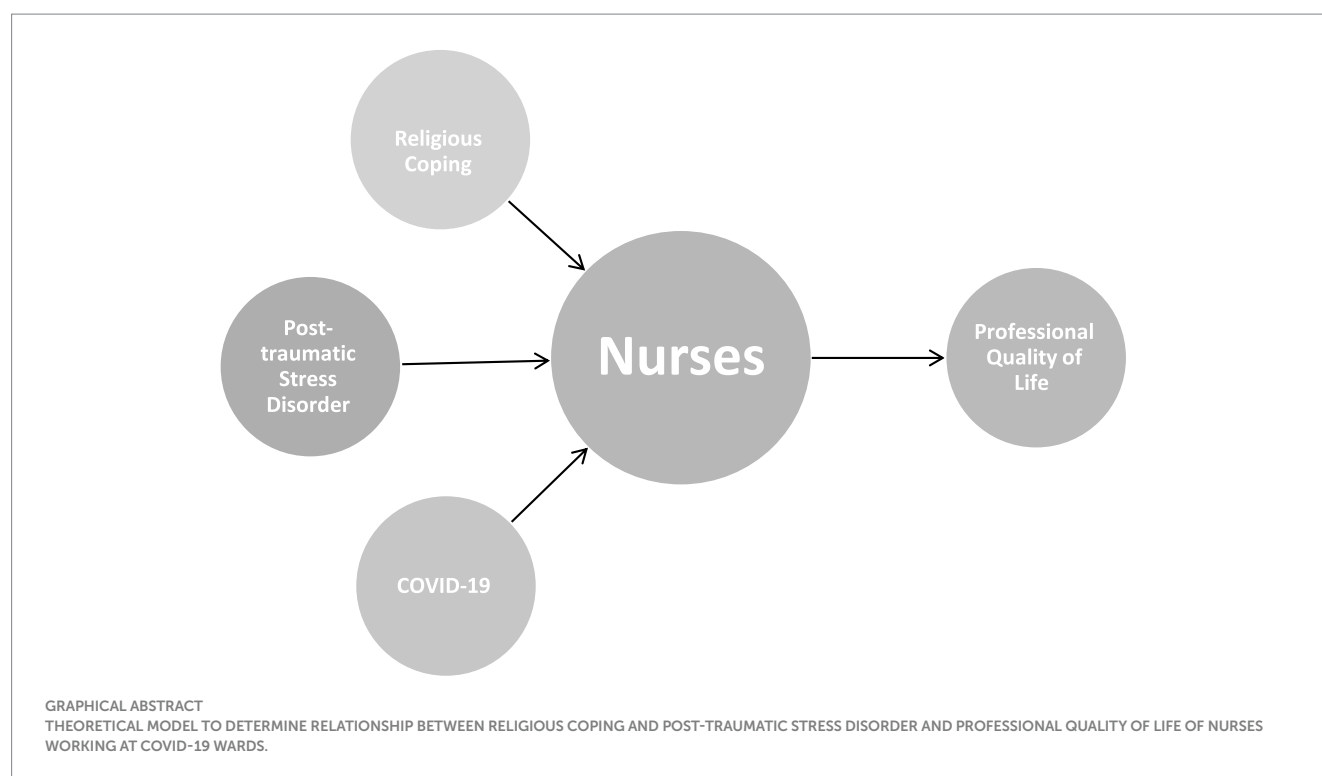 Religious
Coping
Post-
traumatic
Stress
Disorder
Nurses
Professional
Quality of
Life
COVID-19
GRAPHICAL ABSTRACT
THEORETICAL MODEL TO DETERMINE RELATIONSHIP BETWEEN RELIGIOUS COPING AND POST-TRAUMATIC STRESS DISORDER AND PROFESSIONAL QUALITY OF LIFE OF NURSES
WORKING AT COVID-19 WARDS.